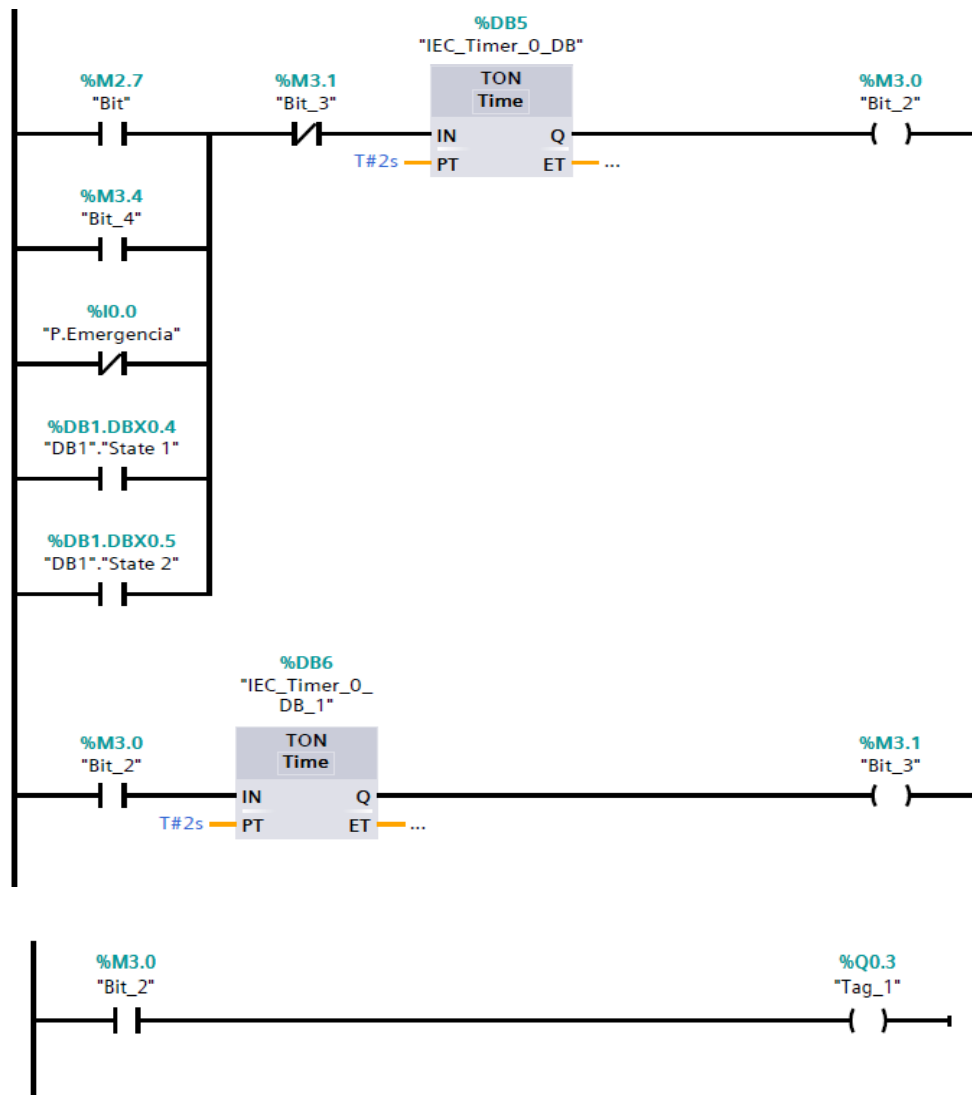 %DB5
"IEC_Timer_0_DB"
%M2.7
"Bit"
%M3.1
"Bit_3"
TON
Time
%M3.0
"Bit_2"
IN
Q
T#2s
PT
ET
...
%M3.4
"Bit_4"
%I0.0
"P.Emergencia"
%DB1.DBX0.4
"DB1"."State 1"
%DB1.DBX0.5
"DB1"."State 2"
%DB6
"IEC_Timer_0_
DB_1"
%M3.0
"Bit_2"
TON
Time
%M3.1
"Bit_3"
IN
Q
T#2s
PT
ET
...
%M3.0
"Bit_2"
%Q0.3
"Tag_1"